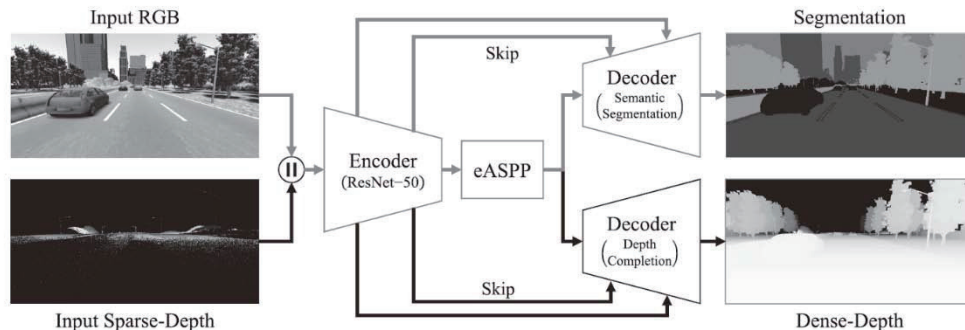 Input RGB
Segmentation
Skip
Decoder
(Semantic
Segmentation)
Encoder
(ResNet-50)
eASPP
Decoder
(Depth
Completion)
Skip
Input Sparse-Depth
Dense-Depth